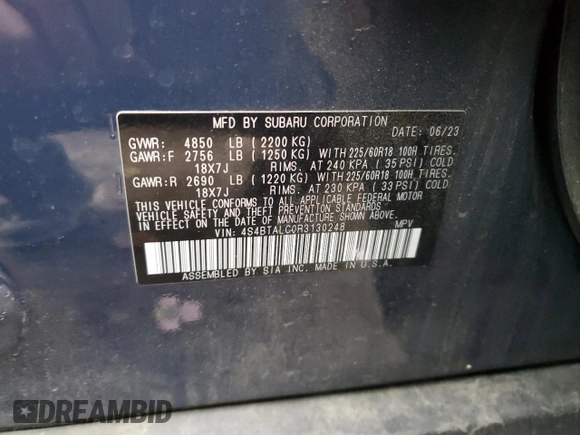 MFD BY SUBARU CORPORATION
DATE: 06/23
GVWR: 4850 LB (2200 KG)
GAWR:F 2756 LB (1250 KG) WITH 225/60R18 100H TIRES.
18X7J RIMS. AT 240 KPA (35 PSI) COLD
GAWR:R 2690 LB (1220 KG) WITH 225/60R18 100H TIRES.
18X7J RIMS. AT 230 KPA (33 PSI) COLD
THIS VEHICLE CONFORMS TO ALL APPLICABLE FEDERAL MOTOR
VEHICLE SAFETY AND THEFT PREVENTION STANDARDS
IN EFFECT ON THE DATE OF MANUFACTURE SHOWN ABOVE.
VIN: 4S4BTALC0R3130248 MPV
ASSEMBLED BY SIA INC. MADE IN U.S.A.
DREAMBID